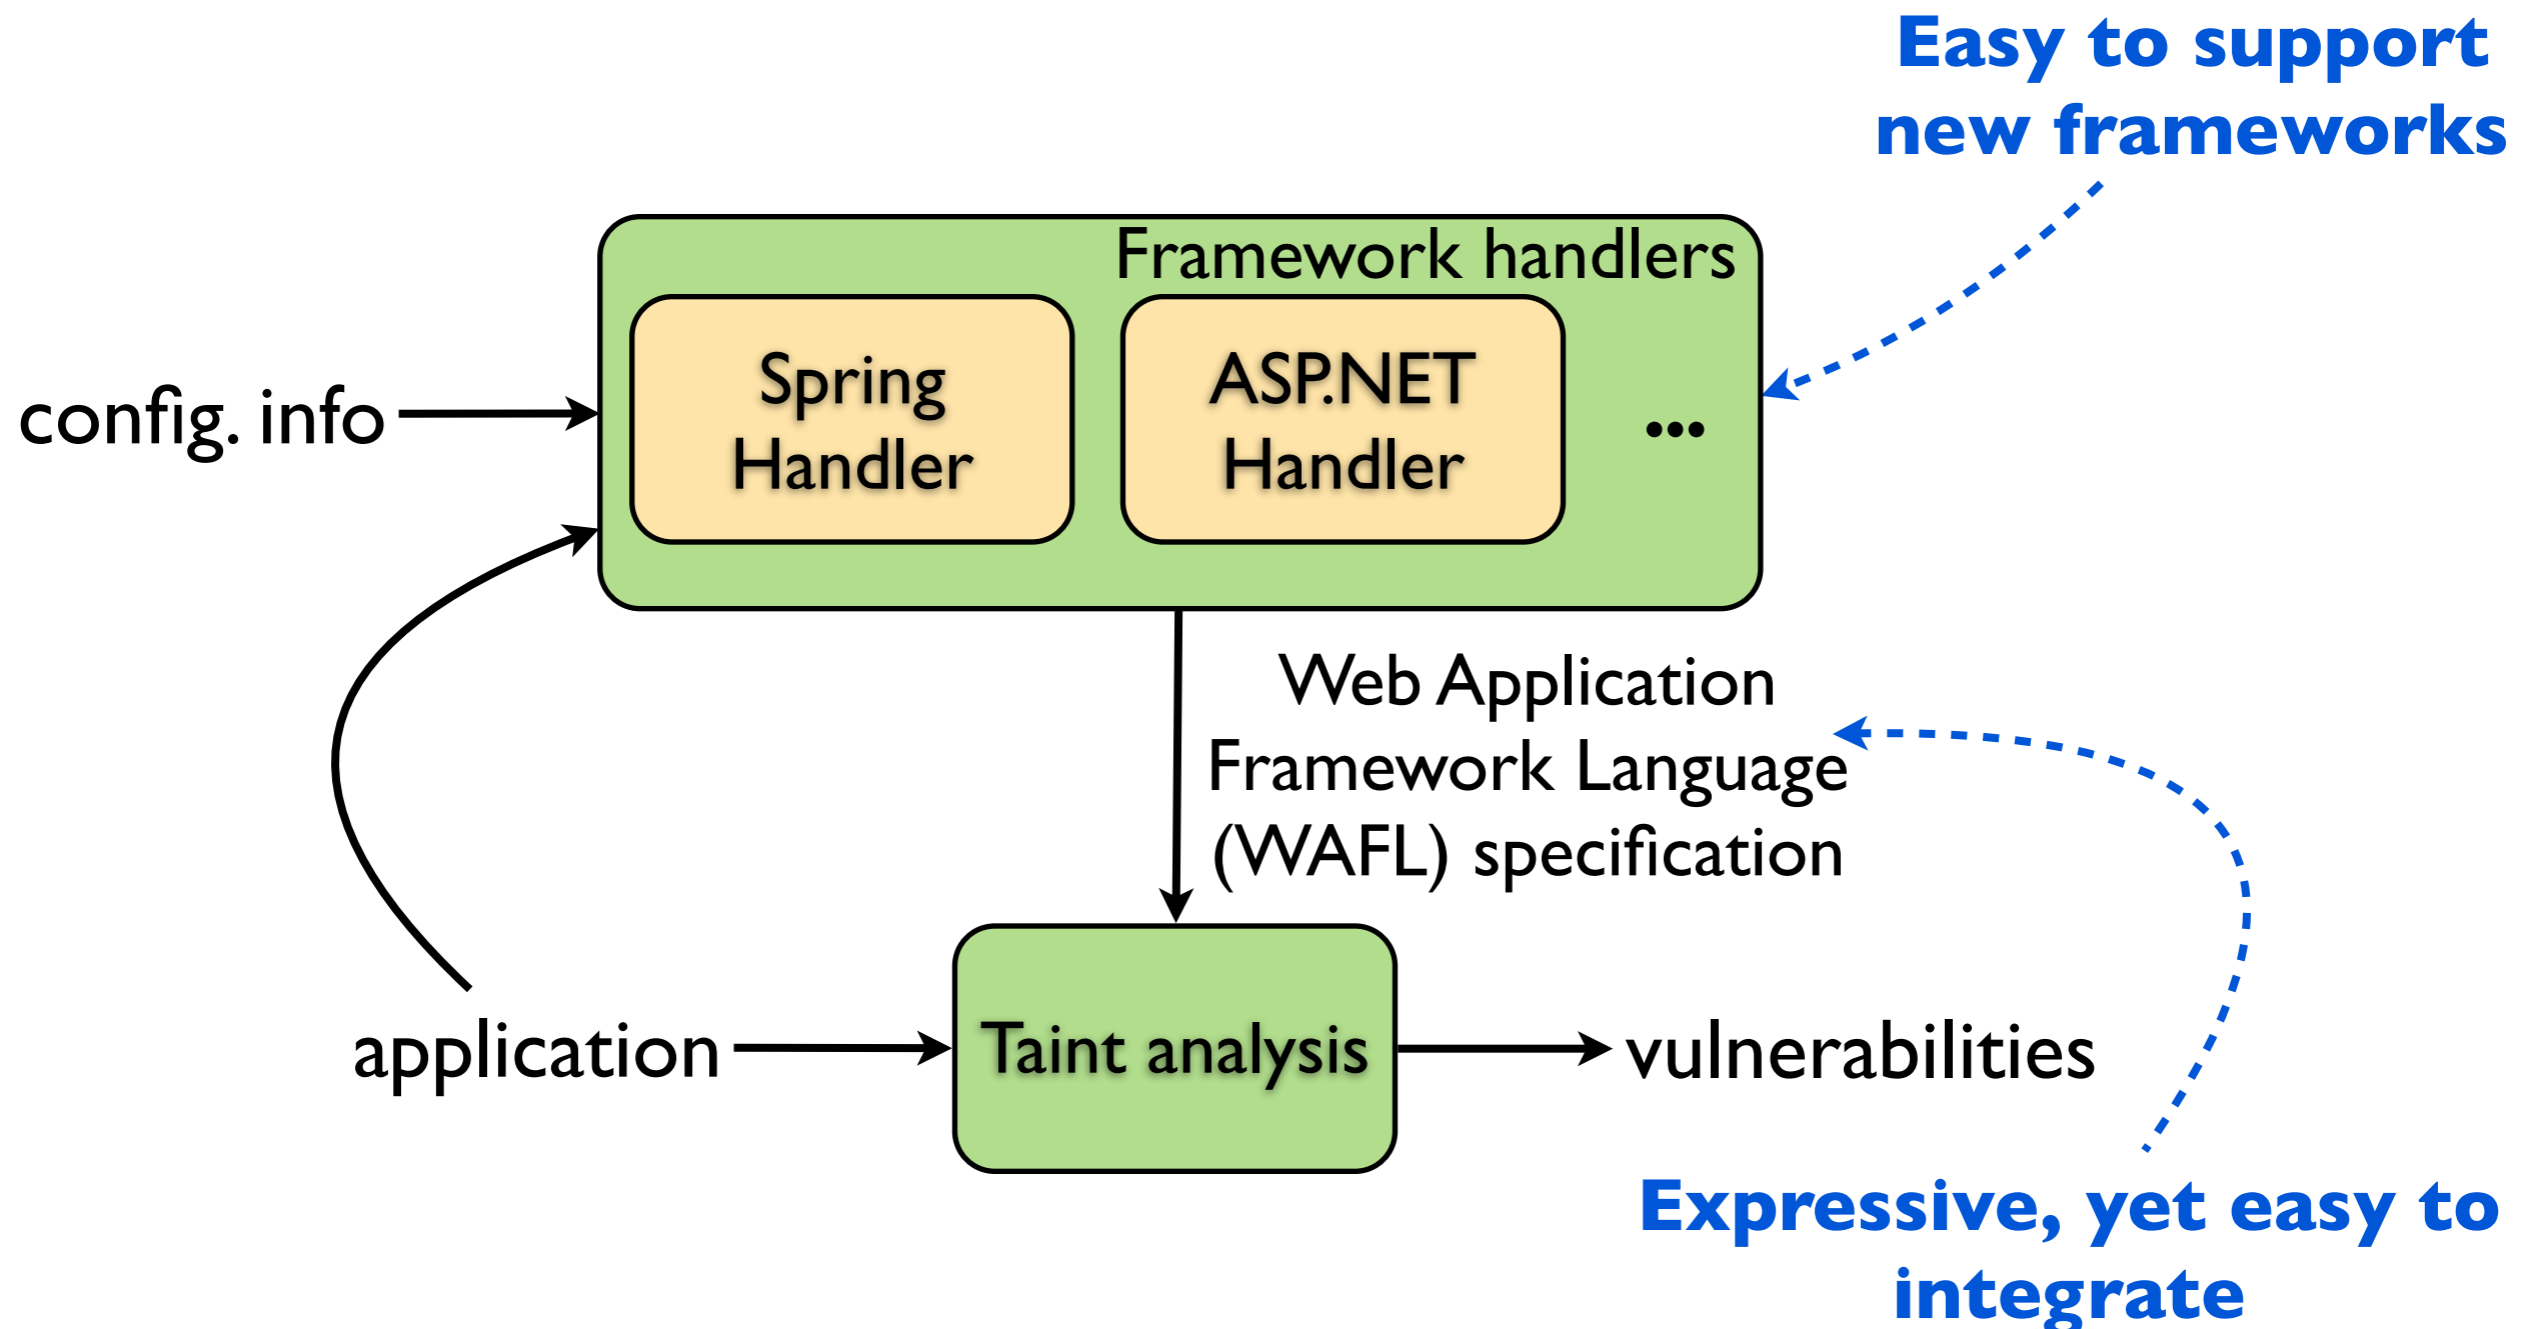 Easy to support
new frameworks
Framework handlers
Spring
Handler
ASP.NET
Handler
...
config. info
Web Application
Framework Language
(WAFL) specification
application
Taint analysis
vulnerabilities
Expressive, yet easy to
integrate